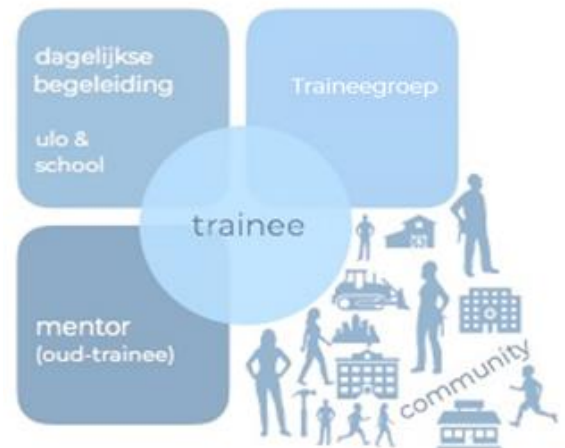 dagelijkse
begeleiding
ulo &
school
Traineegroep
trainee
mentor
(oud-trainee)
community